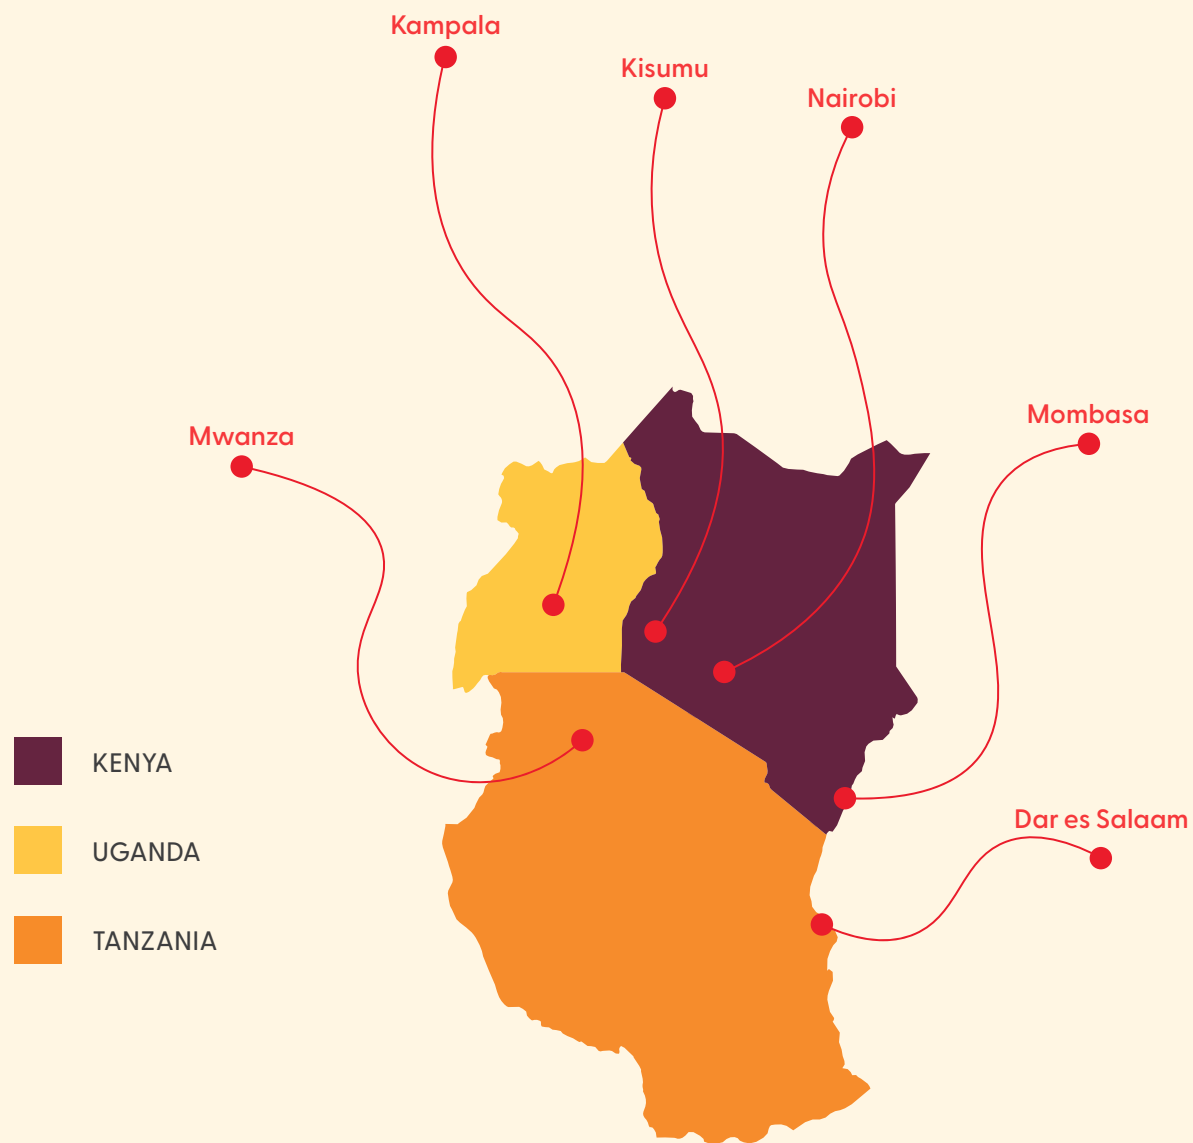 Kampala
Kisumu
Nairobi
Mombasa
Mwanza
KENYA
Dar es Salaam
UGANDA
TANZANIA